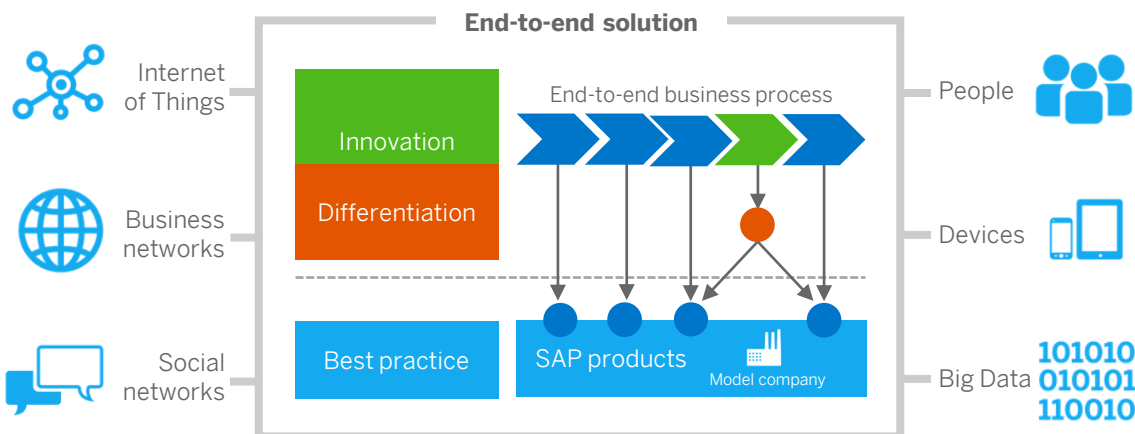 End-to-end solution
Internet
of Things
Business
networks
Social
networks
Innovation
Differentiation
Best practice
End-to-end business process
SAP products
Model company
People
Devices
Big Data
101010
010101
110010